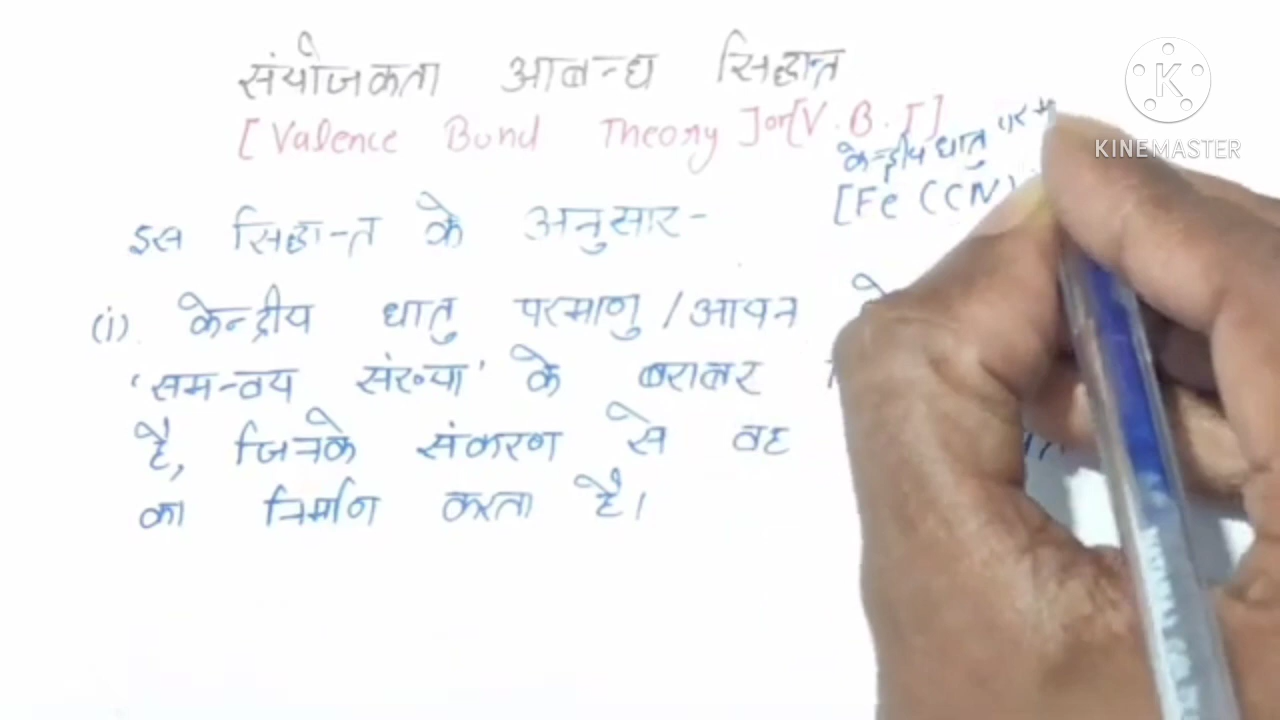 संयोजकता आबन्ध सिद्धान्त
[Valence Bond Theory] or [V.B.T]
केन्द्रीय धातु
[Fe(CN)
इस सिद्धान्त के अनुसार-
(i). केन्द्रीय धातु परमाणु/आयन
'समन्वय संख्या' के बराबर
है, जिनके संकरण से वह
का निर्माण करता है।
K
KINEMASTER